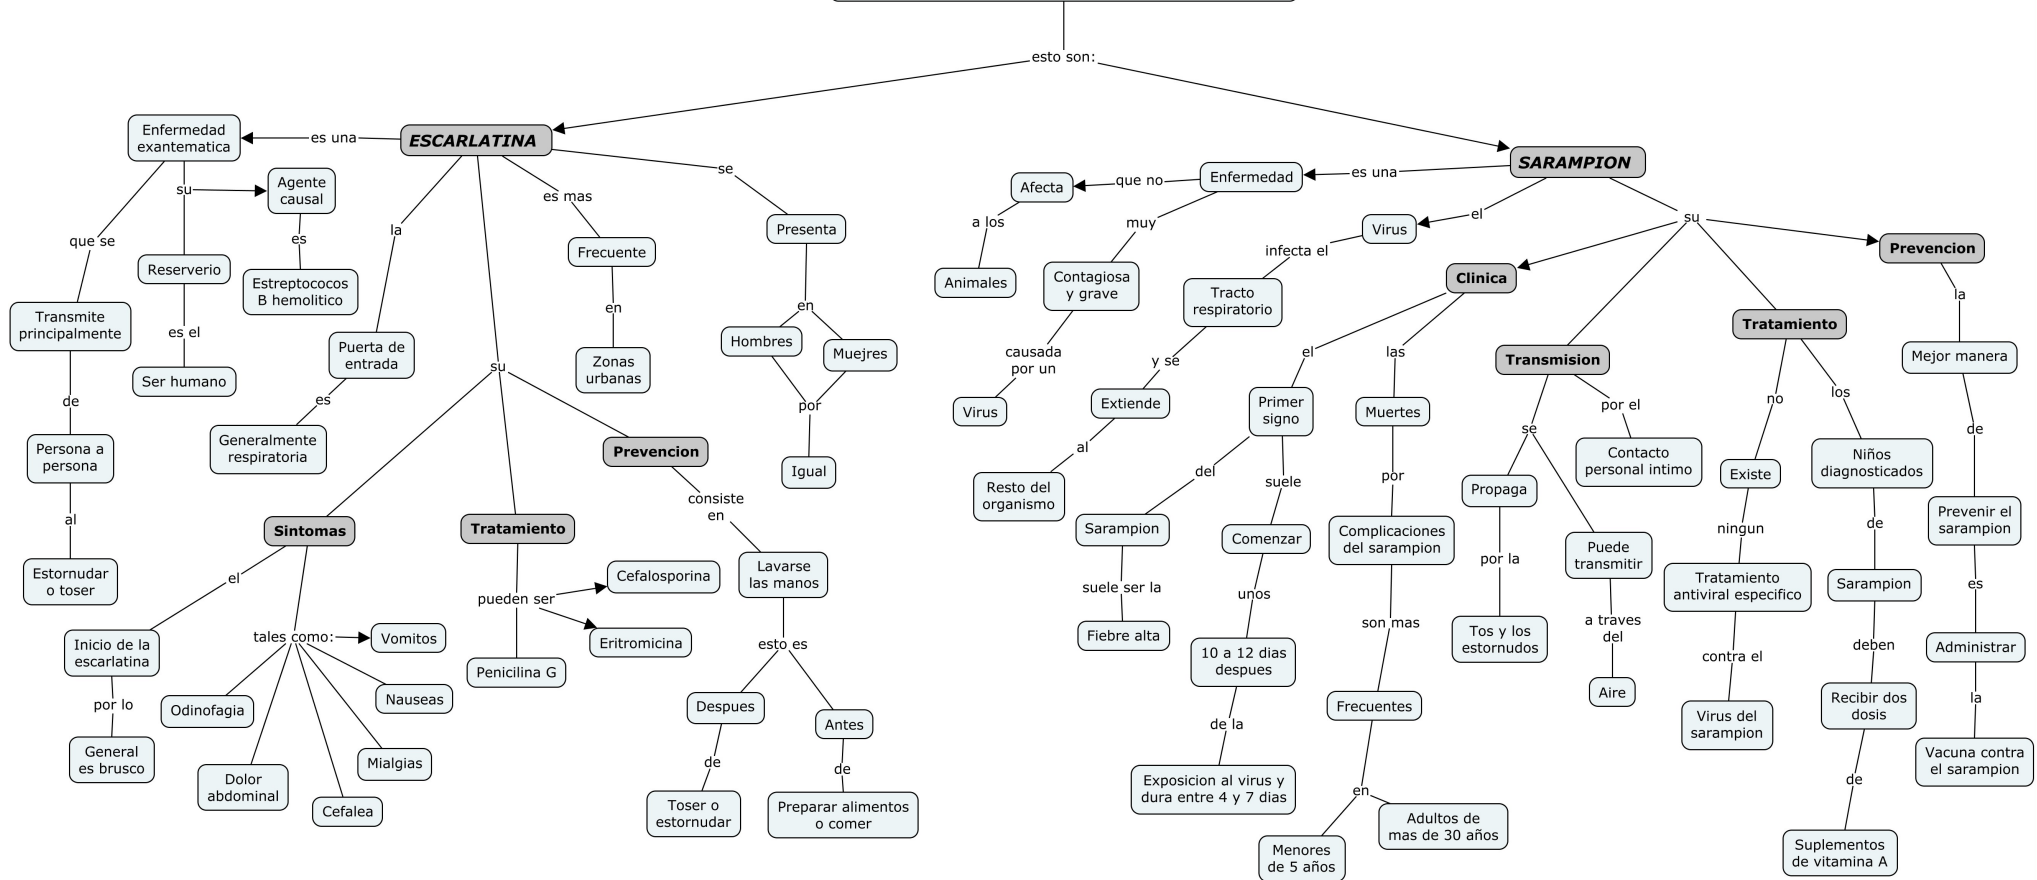 esto son:
ESCARLATINA
es una
Enfermedad
exantematica
que se
Transmite
principalmente
de
Persona a
persona
al
Estornudar
o toser
su
Agente
causal
es
Estreptococos
B hemolitico
Reserverio
es el
Ser humano
la
Puerta de
entrada
es
Generalmente
respiratoria
es mas
Frecuente
en
Zonas
urbanas
se
Presenta
en
Hombres
Muejres
por
Igual
su
Sintomas
el
Inicio de la
escarlatina
por lo
General
es brusco
tales como:
Vomitos
Nauseas
Mialgias
Cefalea
Dolor
abdominal
Odinofagia
Tratamiento
pueden ser
Cefalosporina
Eritromicina
Penicilina G
Prevencion
consiste
en
Lavarse
las manos
esto es
Despues
de
Toser o
estornudar
Antes
de
Preparar alimentos
o comer
SARAMPION
es una
Enfermedad
que no
Afecta
a los
Animales
muy
Contagiosa
y grave
causada
por un
Virus
el
Virus
infecta el
Tracto
respiratorio
y se
Extiende
al
Resto del
organismo
su
Clinica
el
Primer
signo
del
Sarampion
suele ser la
Fiebre alta
suele
Comenzar
unos
10 a 12 dias
despues
de la
Exposicion al virus y
dura entre 4 y 7 dias
las
Muertes
por
Complicaciones
del sarampion
son mas
Frecuentes
en
Menores
de 5 años
Adultos de
mas de 30 años
Transmision
se
Propaga
por la
Tos y los
estornudos
Puede
transmitir
a traves
del
Aire
por el
Contacto
personal intimo
Tratamiento
no
Existe
ningun
Tratamiento
antiviral especifico
contra el
Virus del
sarampion
los
Niños
diagnosticados
de
Sarampion
deben
Recibir dos
dosis
de
Suplementos
de vitamina A
Prevencion
la
Mejor manera
de
Prevenir el
sarampion
es
Administrar
la
Vacuna contra
el sarampion